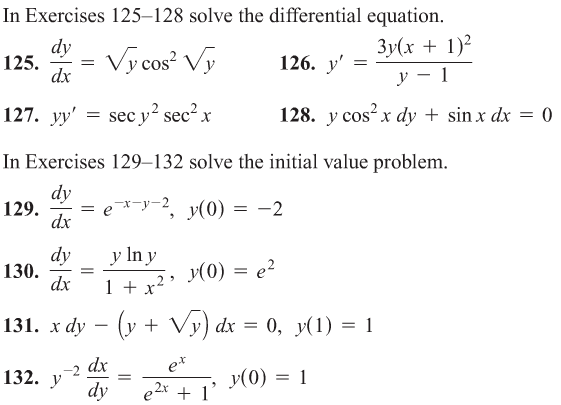 In Exercises 125–128 solve the differential equation.
125. dy/dx = √y cos² √y 126. y′ = 3y(x + 1)²/(y − 1)
127. yy′ = sec y² sec² x 128. y cos² x dy + sin x dx = 0
In Exercises 129–132 solve the initial value problem.
129. dy/dx = e^(−x−y−2), y(0) = −2
130. dy/dx = y ln y/(1 + x²), y(0) = e²
131. x dy − (y + √y) dx = 0, y(1) = 1
132. y⁻² dx/dy = eˣ/(e²ˣ + 1), y(0) = 1